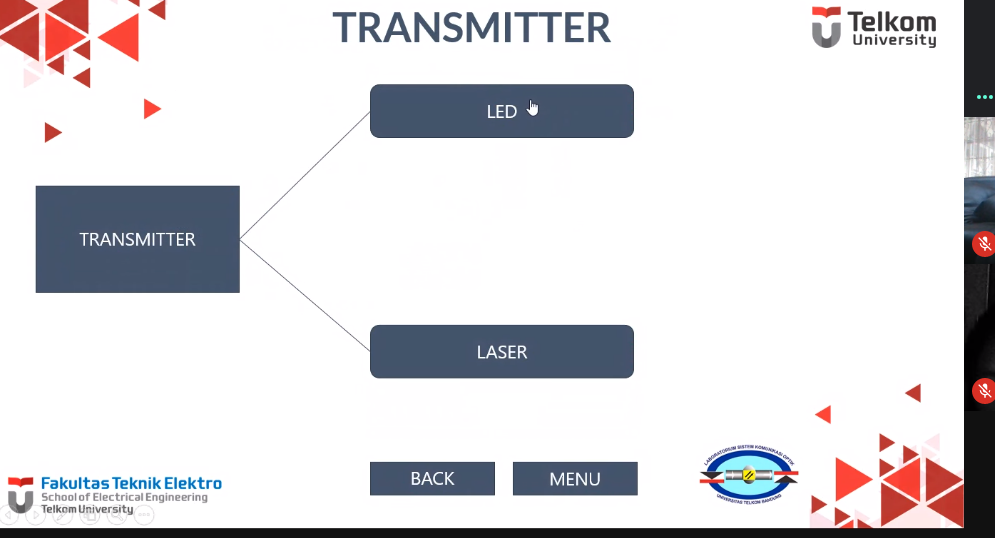 TRANSMITTER
Telkom
University
LED
TRANSMITTER
LASER
BACK
MENU
LABORATORIUM SISTEM KOMUNIKASI OPTIK
UNIVERSITAS TELKOM BANDUNG
Fakultas Teknik Elektro
School of Electrical Engineering
Telkom University